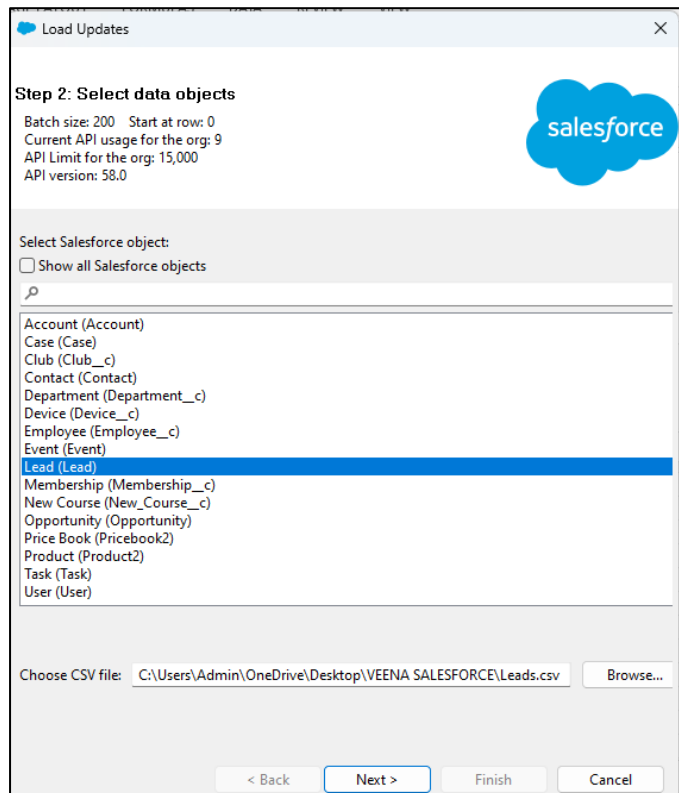 Load Updates
Step 2: Select data objects
Batch size: 200 Start at row: 0
Current API usage for the org: 9
API Limit for the org: 15,000
API version: 58.0
salesforce
Select Salesforce object:
Show all Salesforce objects
Account (Account)
Case (Case)
Club (Club__c)
Contact (Contact)
Department (Department__c)
Device (Device__c)
Employee (Employee__c)
Event (Event)
Lead (Lead)
Membership (Membership__c)
New Course (New_Course__c)
Opportunity (Opportunity)
Price Book (Pricebook2)
Product (Product2)
Task (Task)
User (User)
Choose CSV file: C:\Users\Admin\OneDrive\Desktop\VEENA SALESFORCE\Leads.csv Browse...
< Back Next > Finish Cancel